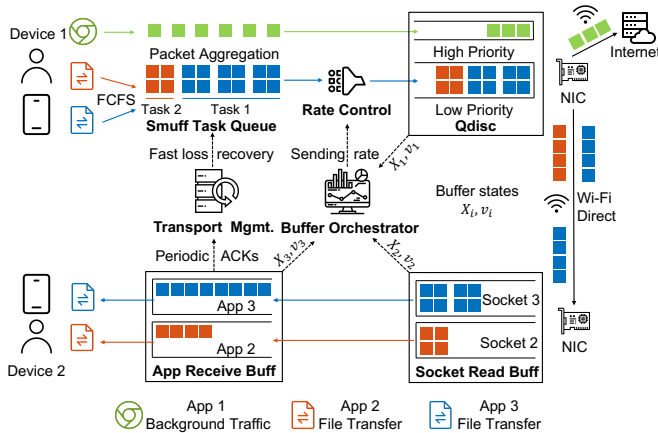 Device 1
Packet Aggregation
High Priority
Internet
FCFS
Task 2
Task 1
Smuff Task Queue
Rate Control
Low Priority
Qdisc
NIC
Fast loss recovery
Sending rate
X₁, v₁
Buffer states
Xᵢ, vᵢ
Wi-Fi
Direct
Transport Mgmt.
Buffer Orchestrator
Periodic ACKs
X₃, v₃
X₂, v₂
App 3
Socket 3
App 2
Socket 2
NIC
Device 2
App Receive Buff
Socket Read Buff
App 1
Background Traffic
App 2
File Transfer
App 3
File Transfer